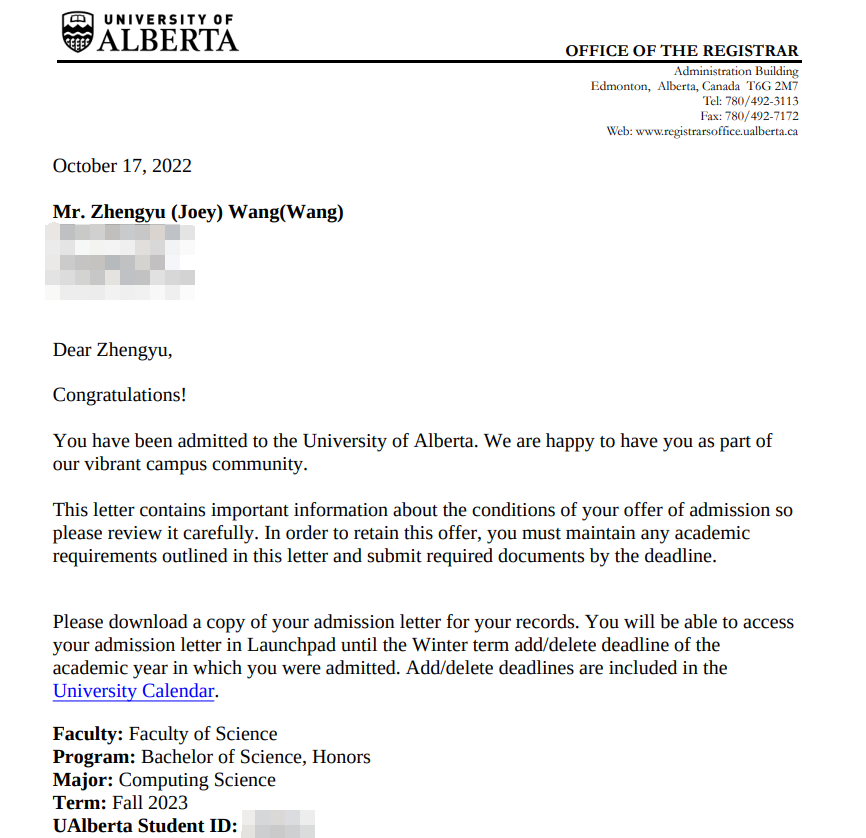 UNIVERSITY OF
ALBERTA
OFFICE OF THE REGISTRAR
Administration Building
Edmonton, Alberta, Canada T6G 2M7
Tel: 780/492-3113
Fax: 780/492-7172
Web: www.registrarsoffice.ualberta.ca
October 17, 2022
Mr. Zhengyu (Joey) Wang(Wang)
Dear Zhengyu,
Congratulations!
You have been admitted to the University of Alberta. We are happy to have you as part of
our vibrant campus community.
This letter contains important information about the conditions of your offer of admission so
please review it carefully. In order to retain this offer, you must maintain any academic
requirements outlined in this letter and submit required documents by the deadline.
Please download a copy of your admission letter for your records. You will be able to access
your admission letter in Launchpad until the Winter term add/delete deadline of the
academic year in which you were admitted. Add/delete deadlines are included in the
University Calendar.
Faculty: Faculty of Science
Program: Bachelor of Science, Honors
Major: Computing Science
Term: Fall 2023
UAlberta Student ID: